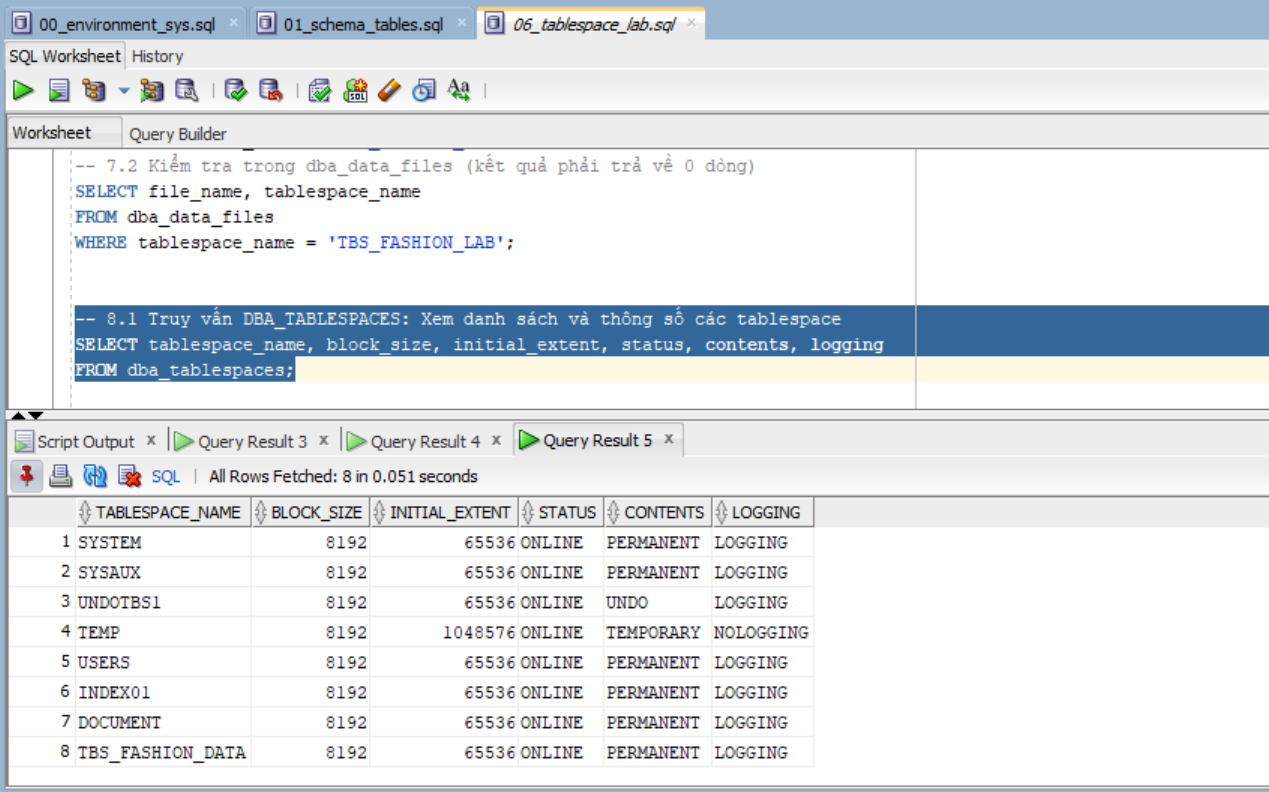 00_environment_sys.sql × 01_schema_tables.sql × 06_tablespace_lab.sql ×
SQL Worksheet History
Worksheet Query Builder
-- 7.2 Kiểm tra trong dba_data_files (kết quả phải trả về 0 dòng)
SELECT file_name, tablespace_name
FROM dba_data_files
WHERE tablespace_name = 'TBS_FASHION_LAB';
-- 8.1 Truy vấn DBA_TABLESPACES: Xem danh sách và thông số các tablespace
SELECT tablespace_name, block_size, initial_extent, status, contents, logging
FROM dba_tablespaces;
Script Output x Query Result 3 x Query Result 4 x Query Result 5 x
SQL | All Rows Fetched: 8 in 0.051 seconds
TABLESPACE_NAME BLOCK_SIZE INITIAL_EXTENT STATUS CONTENTS LOGGING
1 SYSTEM 8192 65536 ONLINE PERMANENT LOGGING
2 SYSAUX 8192 65536 ONLINE PERMANENT LOGGING
3 UNDOTBS1 8192 65536 ONLINE UNDO LOGGING
4 TEMP 8192 1048576 ONLINE TEMPORARY NOLOGGING
5 USERS 8192 65536 ONLINE PERMANENT LOGGING
6 INDEX01 8192 65536 ONLINE PERMANENT LOGGING
7 DOCUMENT 8192 65536 ONLINE PERMANENT LOGGING
8 TBS_FASHION_DATA 8192 65536 ONLINE PERMANENT LOGGING